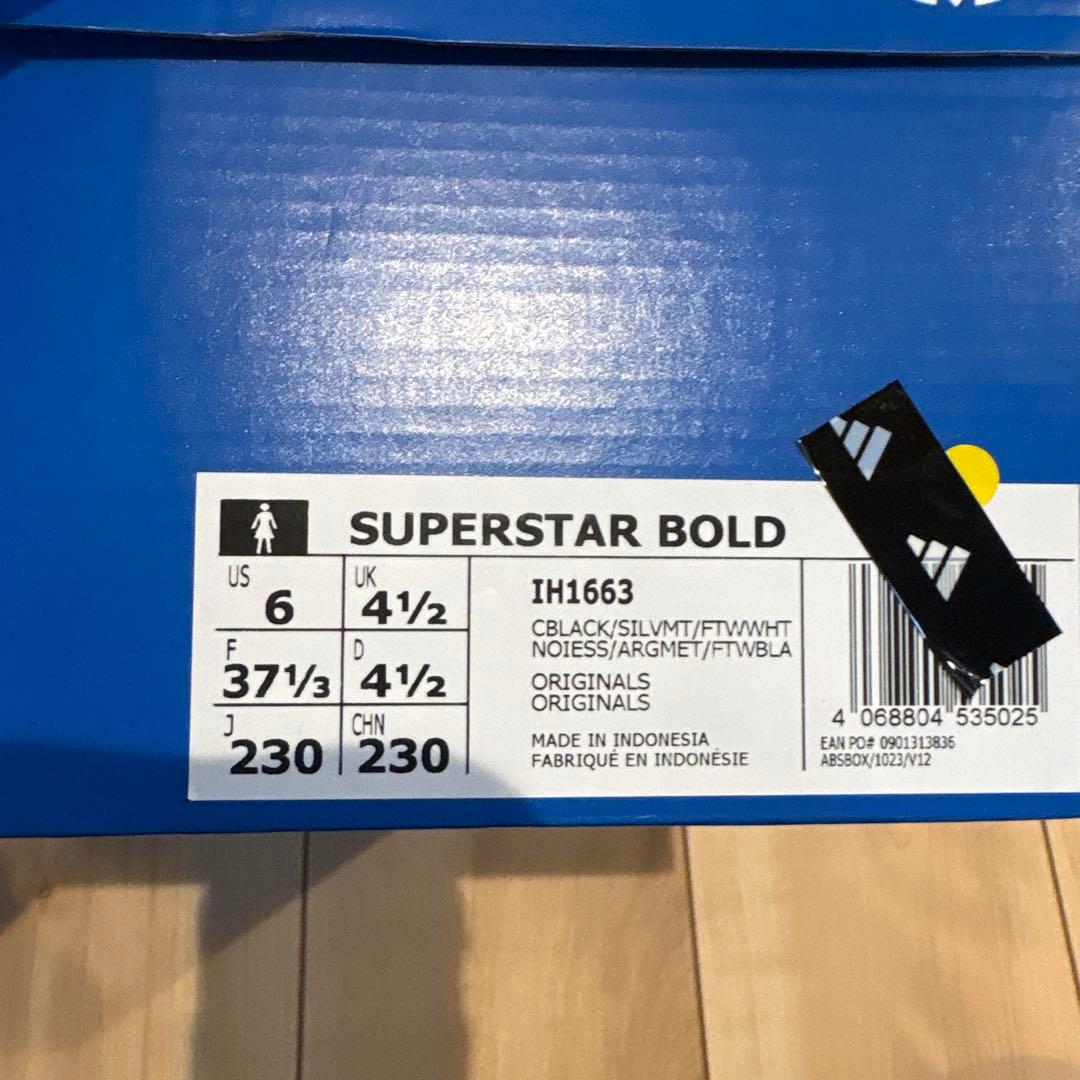 SUPERSTAR BOLD
US
6
UK
4½
F
37⅓
D
4½
J
230
CHN
230
IH1663
CBLACK/SILVMT/FTWWHT
NOIESS/ARGMET/FTWBLA
ORIGINALS
ORIGINALS
MADE IN INDONESIA
FABRIQUÉ EN INDONÉSIE
4 068804 535025
EAN PO# 0901313836
ABSBOX/1023/V12